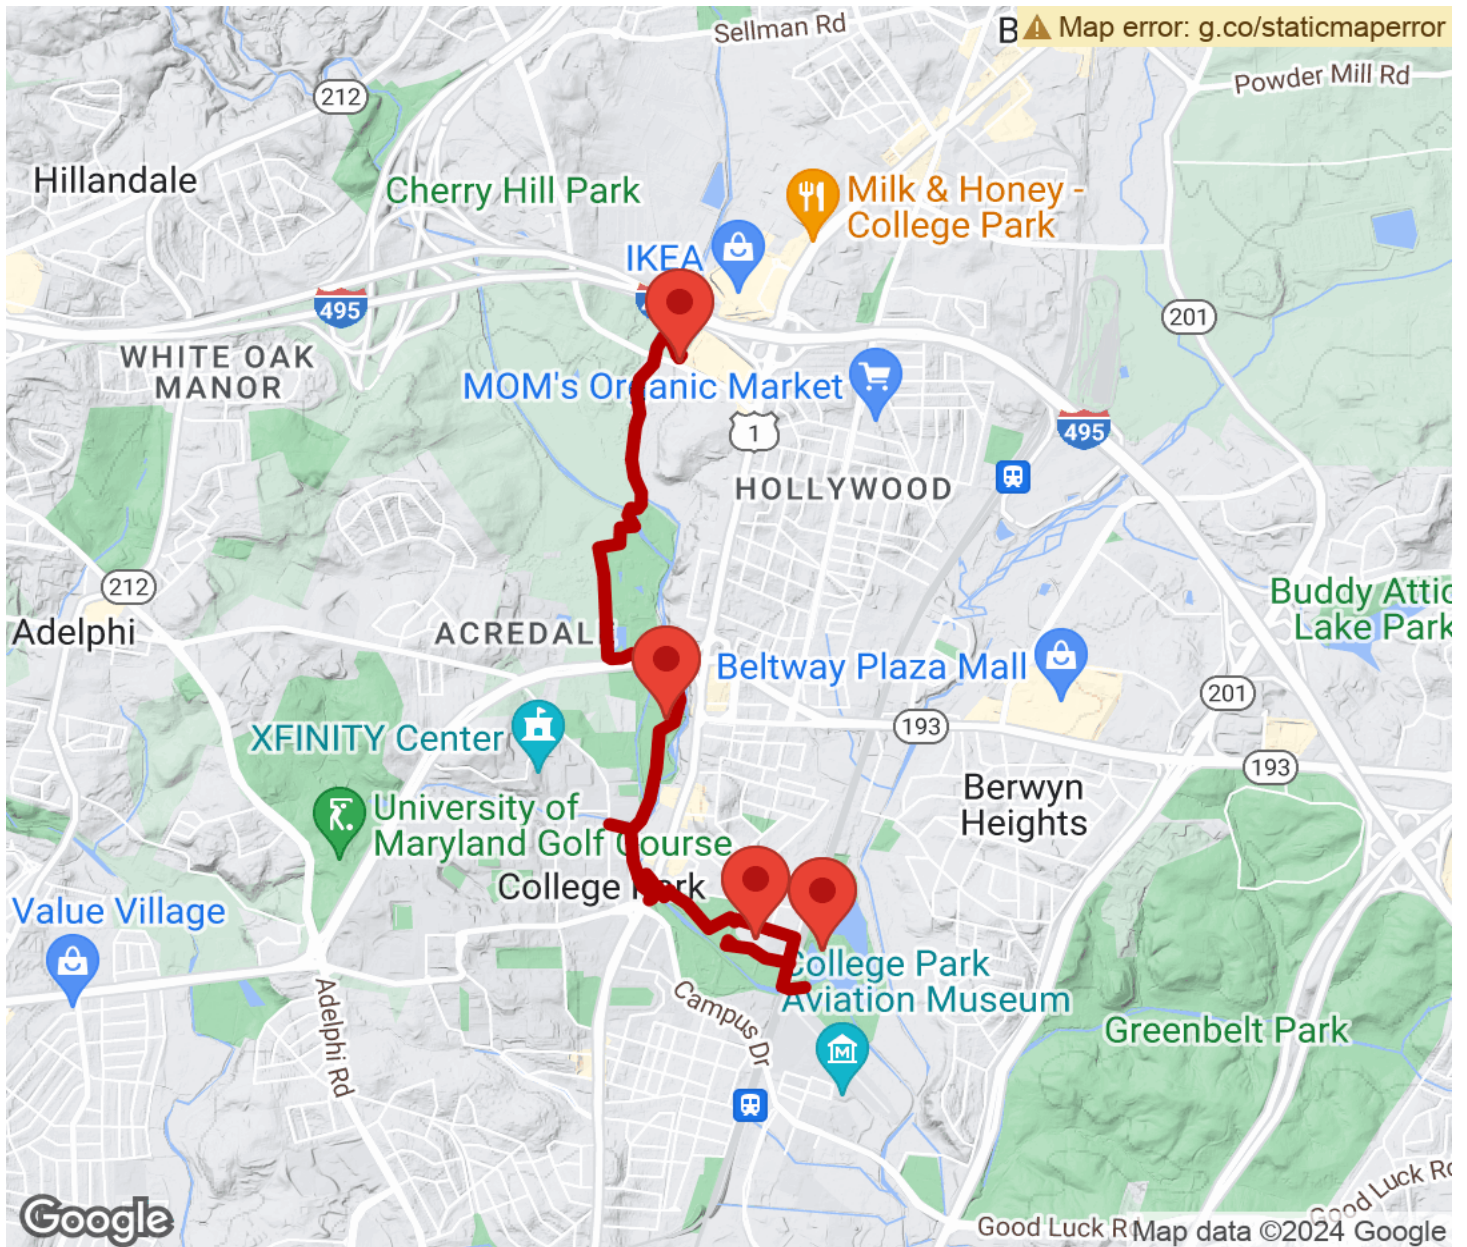 Sellman Rd
B
Map error: g.co/staticmaperror
Powder Mill Rd
212
Hillandale
Cherry Hill Park
Milk & Honey -
College Park
IKEA
495
201
WHITE OAK
MANOR
MOM's Organic Market
1
495
HOLLYWOOD
212
Buddy Attic
Lake Park
Adelphi
ACREDAL
Beltway Plaza Mall
201
193
XFINITY Center
193
Berwyn
Heights
University of
Maryland Golf Course
College Park
Value Village
College Park
Aviation Museum
Campus Dr
Adelphi Rd
Greenbelt Park
M
Good Luck Rd
Google
Good Luck R
Map data ©2024 Google